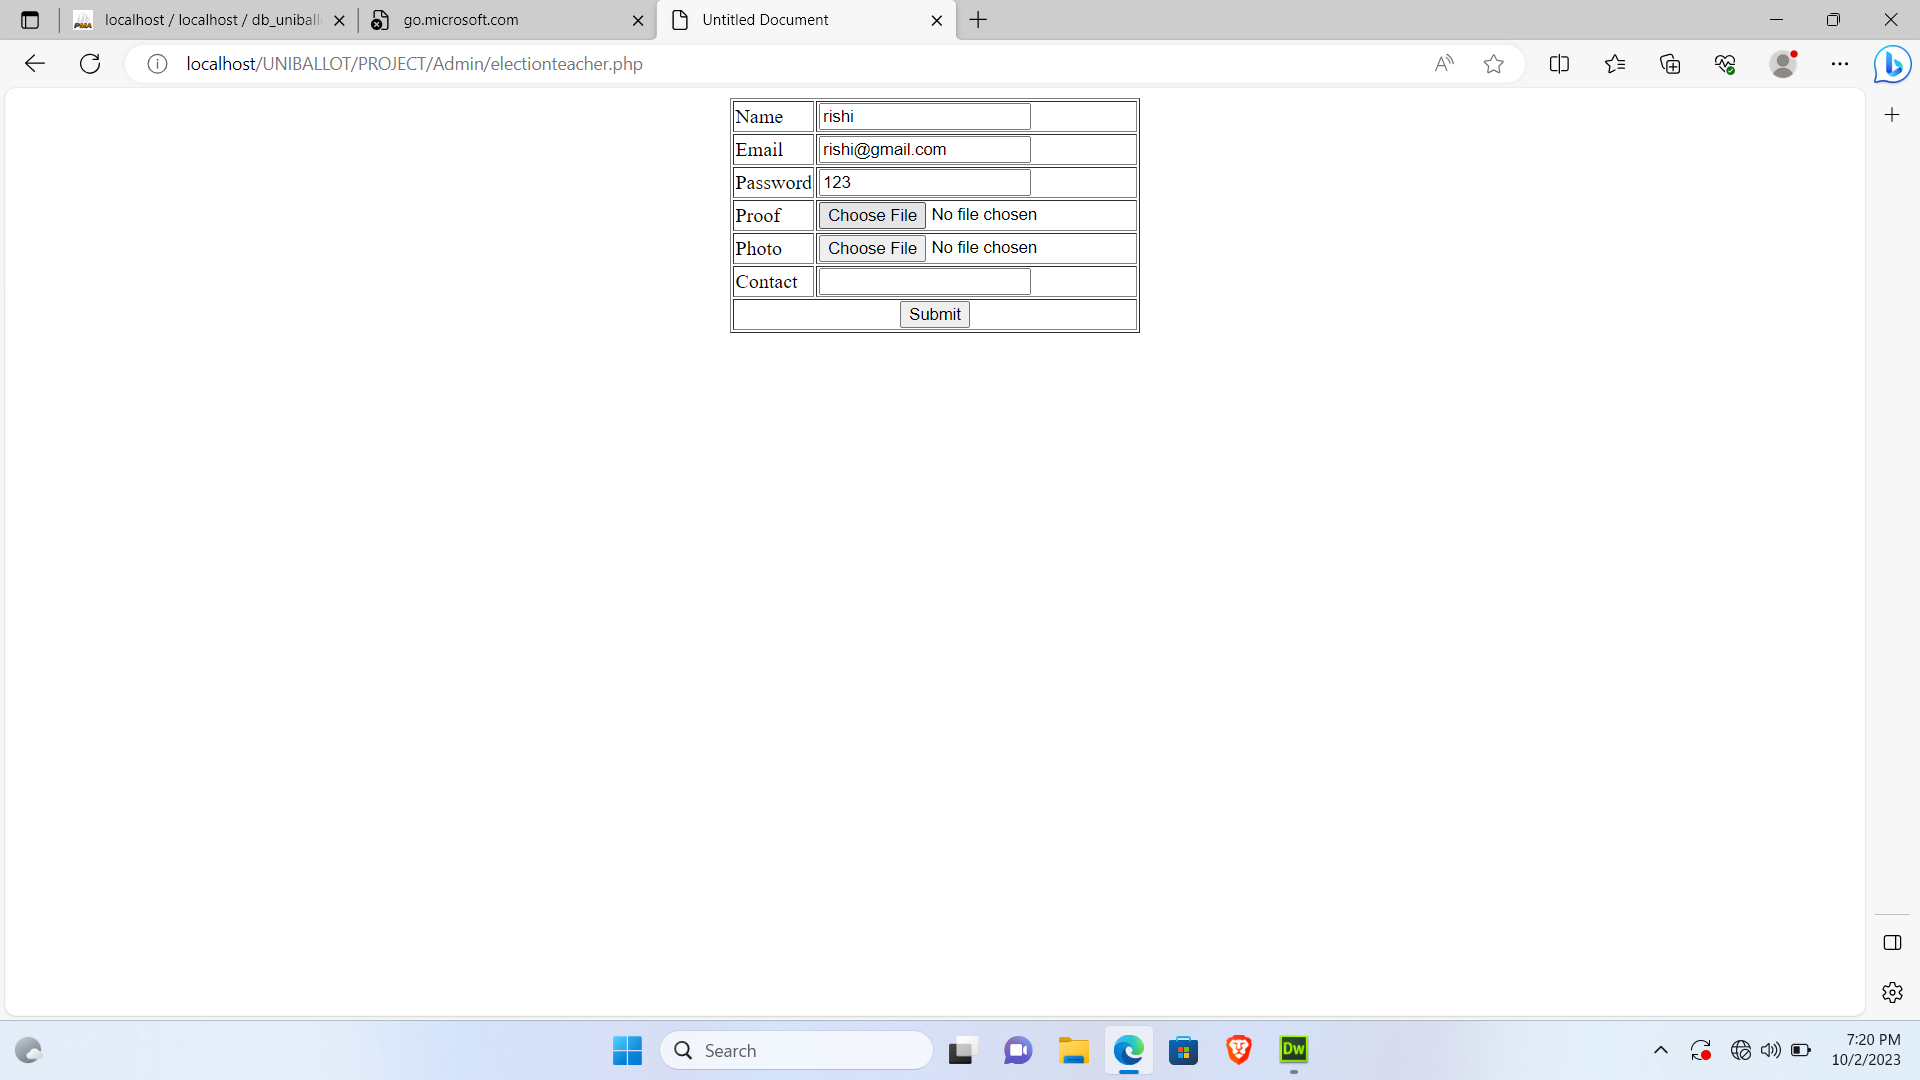 localhost / localhost / db_uniball
go.microsoft.com
Untitled Document
localhost/UNIBALLOT/PROJECT/Admin/electionteacher.php
Name rishi
Email rishi@gmail.com
Password 123
Proof Choose File No file chosen
Photo Choose File No file chosen
Contact
Submit
Search
Dw
7:20 PM
10/2/2023